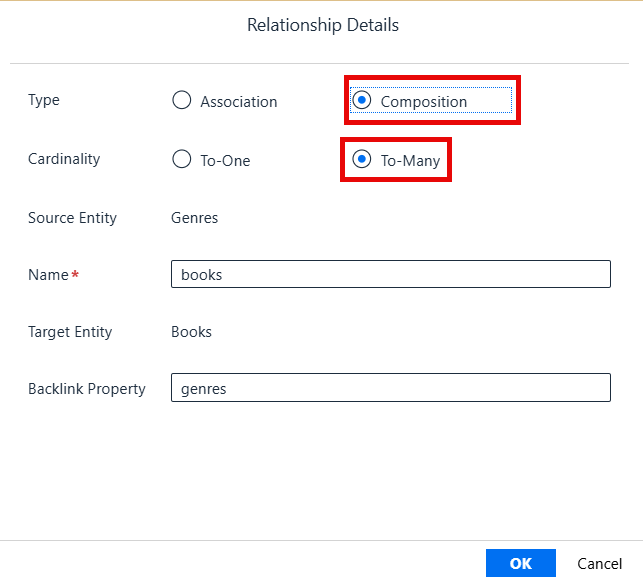 Relationship Details
Type Association Composition
Cardinality To-One To-Many
Source Entity Genres
Name* books
Target Entity Books
Backlink Property genres
OK Cancel